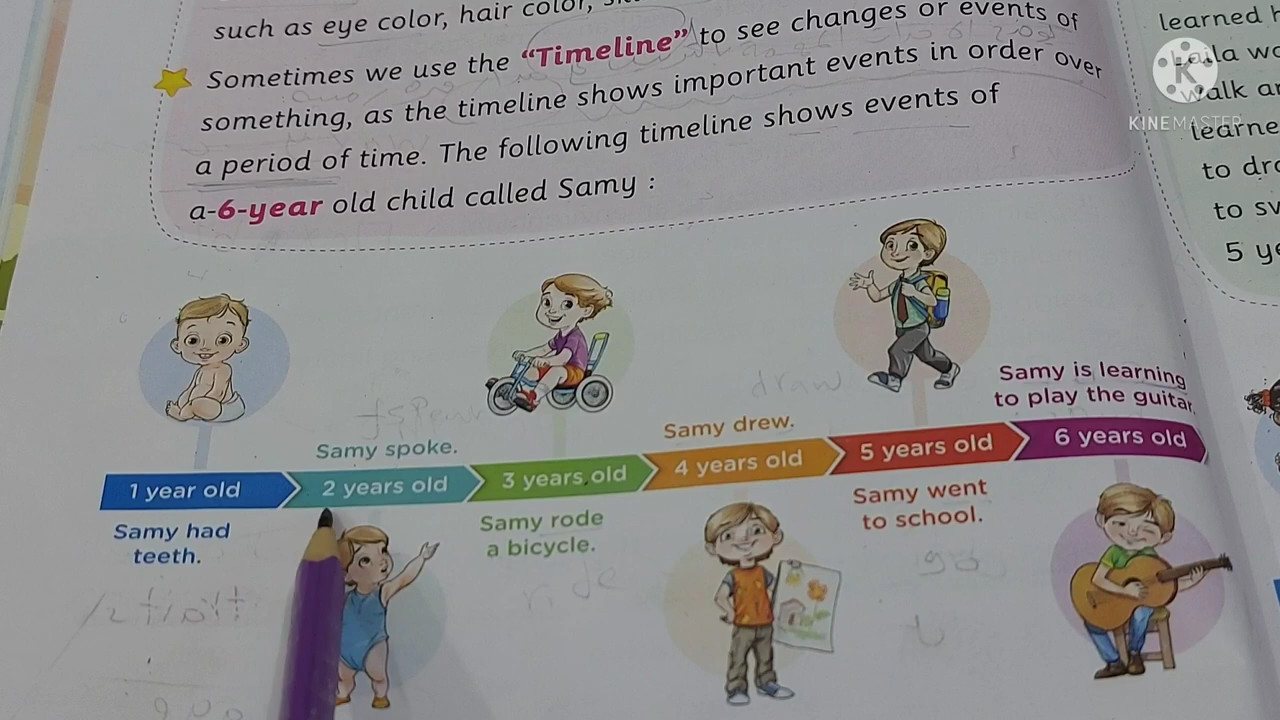 such as eye color, hair color,
Sometimes we use the “Timeline” to see changes or events of
something, as the timeline shows important events in order over
a period of time. The following timeline shows events of
a-6-year old child called Samy :
learned
Laila
walk
learne
to
to
5
KINEMASTER
Samy is learning
to play the guitar
Samy spoke.
Samy drew.
1 year old
2 years old
3 years old
4 years old
5 years old
6 years old
Samy had
teeth.
Samy rode
a bicycle.
Samy went
to school.
draw
ride